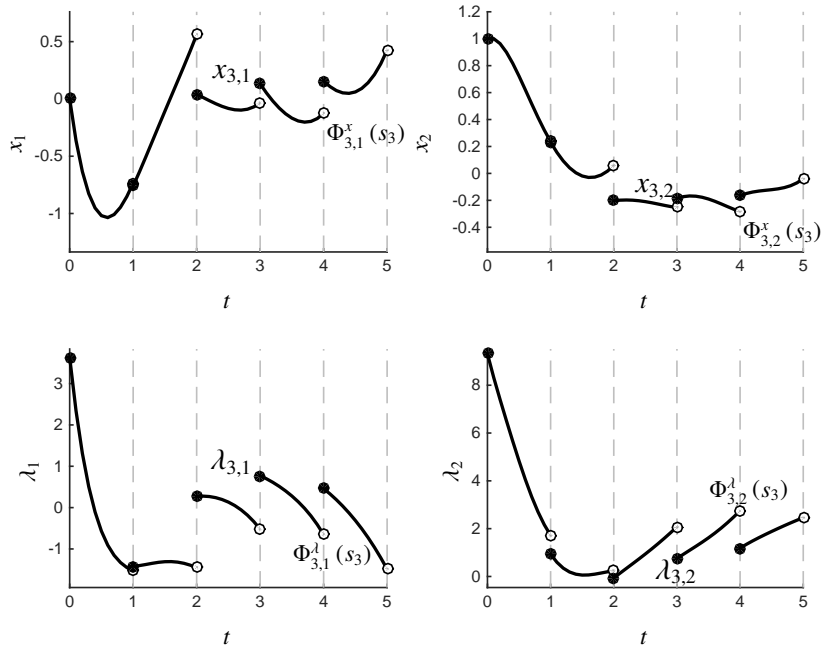 0.5
0
-0.5
-1
x₁
x₃,₁
Φˣ₃,₁ (s₃)
0 1 2 3 4 5
t
1.2
1
0.8
0.6
0.4
0.2
0
-0.2
-0.4
x₂
x₃,₂
Φˣ₃,₂ (s₃)
0 1 2 3 4 5
t
3
2
1
0
-1
λ₁
λ₃,₁
Φ^λ₃,₁ (s₃)
0 1 2 3 4 5
t
8
6
4
2
0
λ₂
Φ^λ₃,₂ (s₃)
λ₃,₂
0 1 2 3 4 5
t